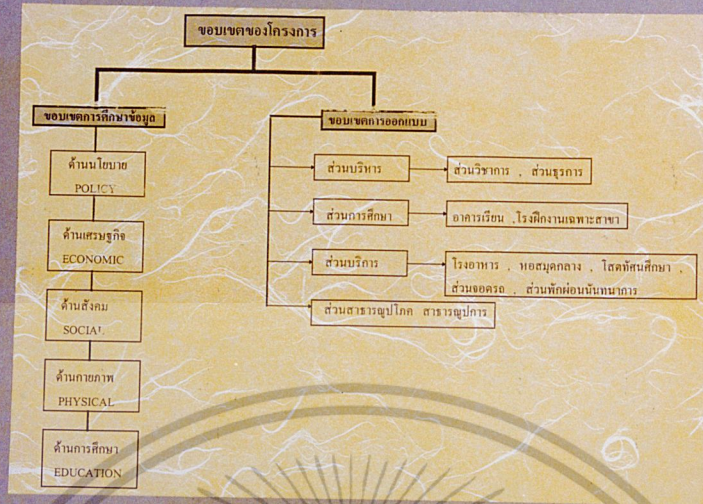 ขอบเขตของโครงการ
ขอบเขตการศึกษาข้อมูล
ด้านนโยบาย
POLICY
ด้านเศรษฐกิจ
ECONOMIC
ด้านสังคม
SOCIAL
ด้านกายภาพ
PHYSICAL
ด้านการศึกษา
EDUCATION
ขอบเขตการออกแบบ
ส่วนบริหาร
ส่วนวิชาการ , ส่วนธุรการ
ส่วนการศึกษา
อาคารเรียน ,โรงฝึกงานเฉพาะสาขา
ส่วนบริการ
โรงอาหาร , หอสมุดกลาง , โสตทัศนศึกษา ,
ส่วนจอดรถ , ส่วนพักผ่อนนันทนาการ
ส่วนสาธารณูปโภค สาธารณูปการ